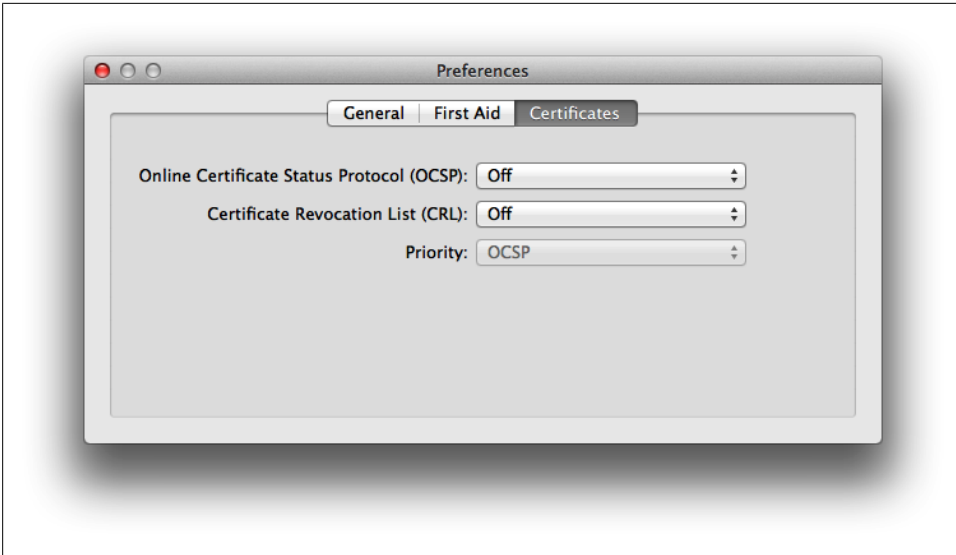 Preferences
General First Aid Certificates
Online Certificate Status Protocol (OCSP): Off
Certificate Revocation List (CRL): Off
Priority: OCSP